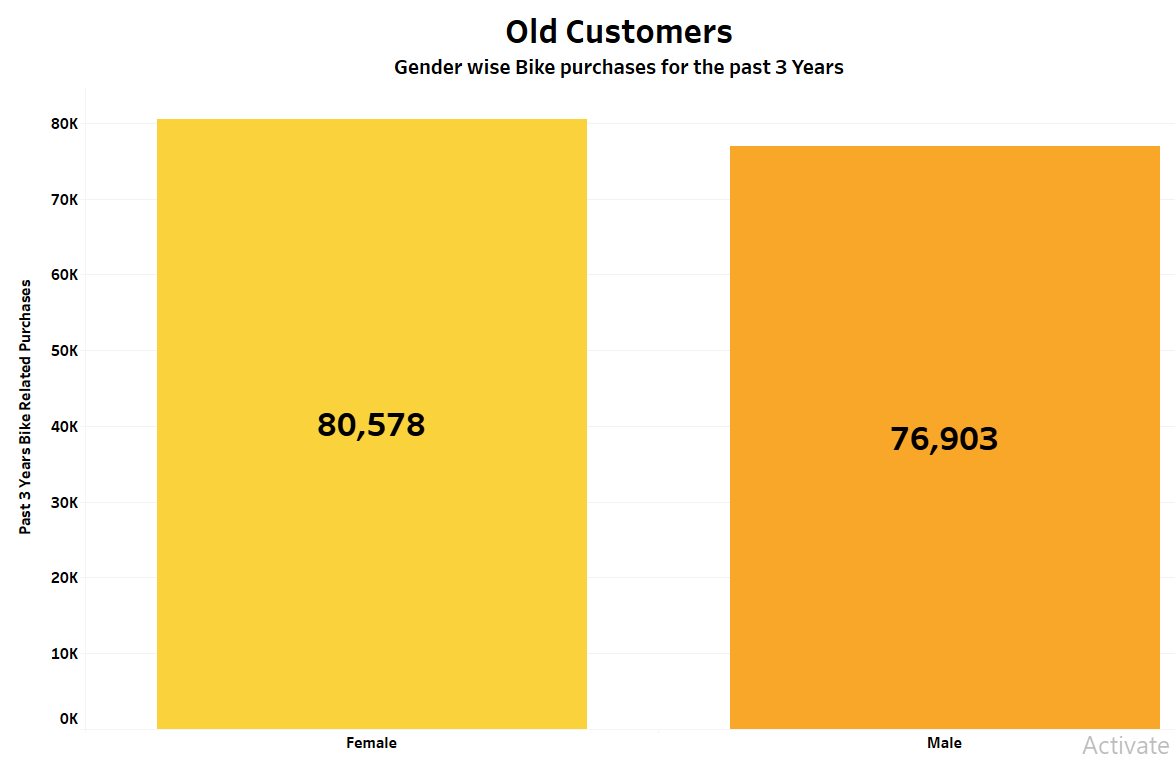 Old Customers
Gender wise Bike purchases for the past 3 Years
Past 3 Years Bike Related Purchases
80K
70K
60K
50K
40K
30K
20K
10K
0K
80,578
76,903
Female
Male
Activate